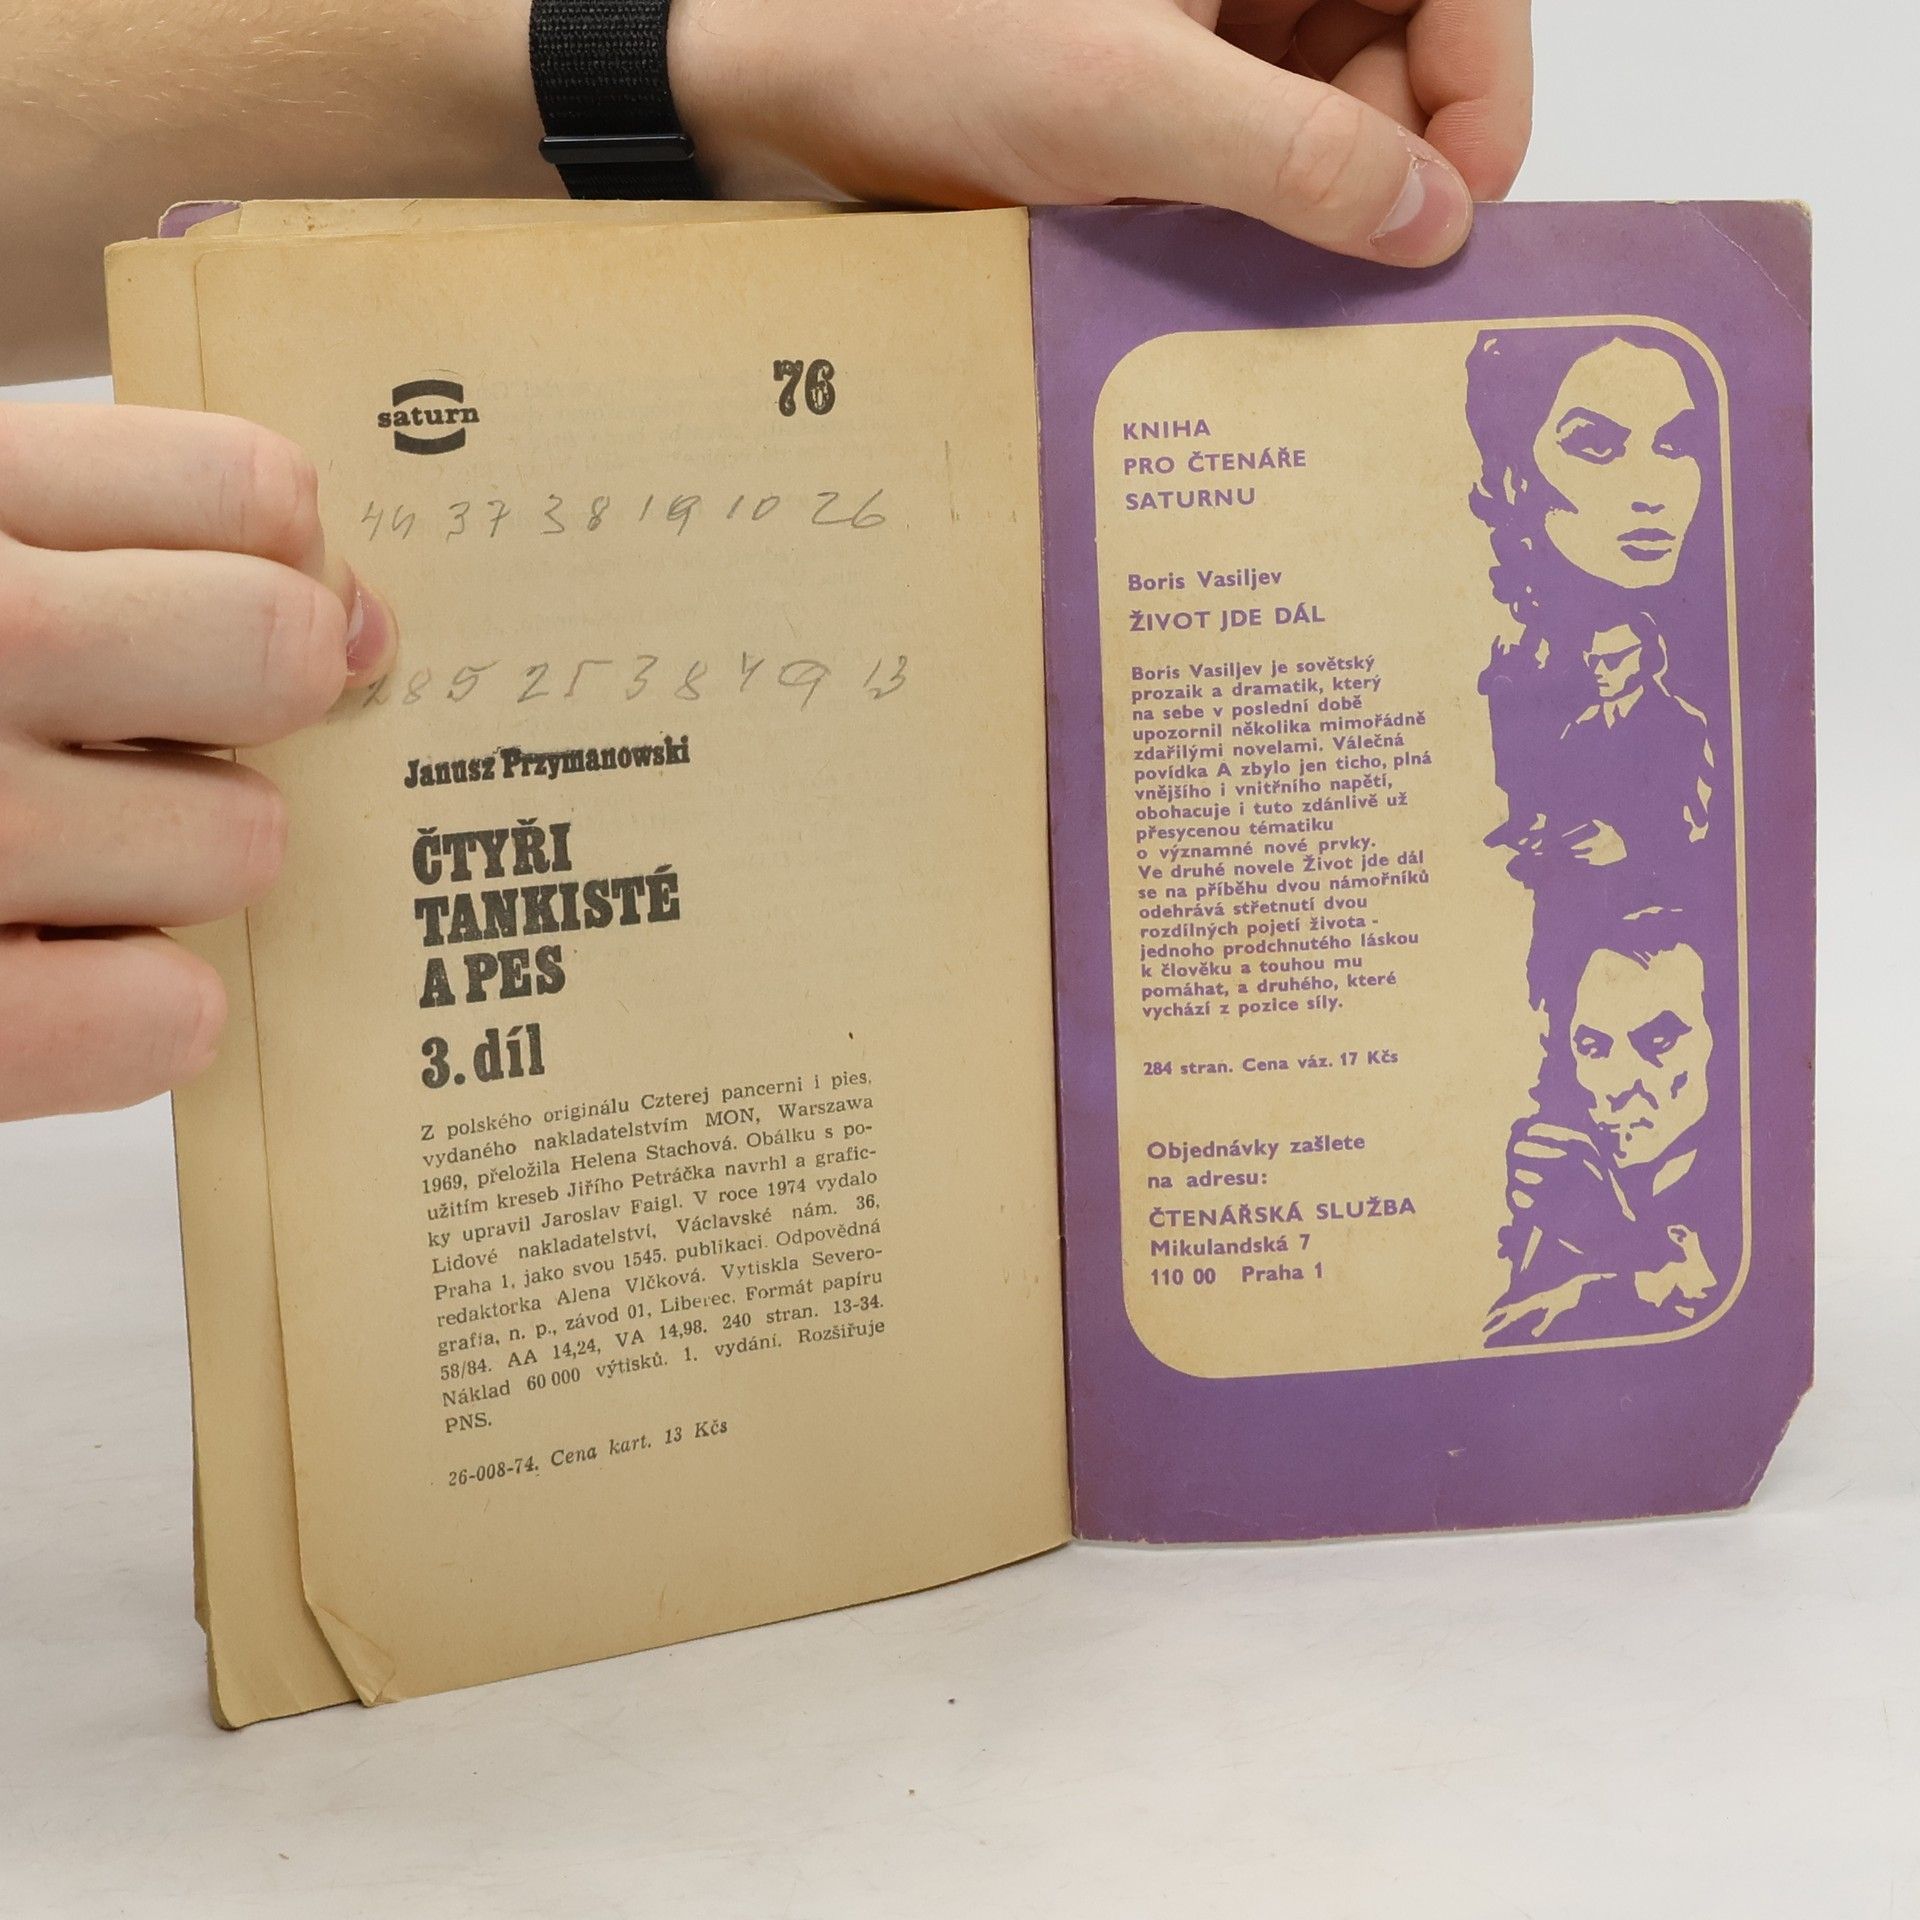 saturn
76
44 37 38 19 10 26
Janusz Przymanowski
ČTYŘI
TANKISTÉ
A PES
3. díl
Z polského originálu Czterej pancerni i pies,
vydaného nakladatelstvím MON, Warszawa
1969, přeložila Helena Stachová. Obálku s po-
užitím kreseb Jiřího Petráčka navrhl a grafic-
ky upravil Jaroslav Faigl. V roce 1974 vydalo
Lidové nakladatelství, Václavské nám. 36,
Praha 1, jako svou 1545. publikaci. Odpovědná
redaktorka Alena Vlčková. Vytiskla Severo-
grafia, n. p., závod 01, Liberec. Formát papíru
58/84. AA 14,24, VA 14,98. 240 stran. 13-34.
Náklad 60 000 výtisků. 1. vydání. Rozšiřuje
PNS.
26-008-74. Cena kart. 13 Kčs
KNIHA
PRO ČTENÁŘE
SATURNU
Boris Vasiljev
ŽIVOT JDE DÁL
Boris Vasiljev je sovětský
prozaik a dramatik, který
na sebe v poslední době
upozornil několika mimořádně
zdařilými novelami. Válečná
povídka A zbylo jen ticho, plná
vnějšího i vnitřního napětí,
obohacuje i tuto zdánlivě už
přesycenou tématiku
o významné nové prvky.
Ve druhé novele Život jde dál
se na příběhu dvou námořníků
odehrává střetnutí dvou
rozdílných pojetí života -
jednoho prodchnutého láskou
k člověku a touhou mu
pomáhat, a druhého, které
vychází z pozice síly.
284 stran. Cena váz. 17 Kčs
Objednávky zašlete
na adresu:
ČTENÁŘSKÁ SLUŽBA
Mikulandská 7
110 00 Praha 1